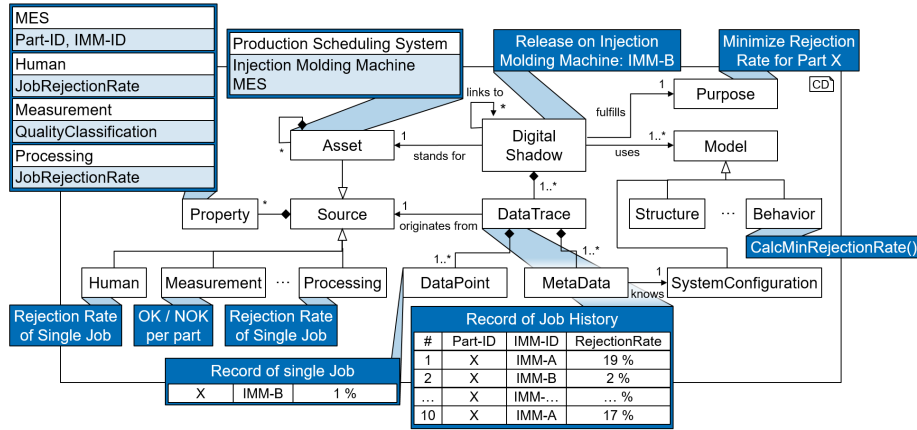 MES
Part-ID, IMM-ID
Human
JobRejectionRate
Measurement
QualityClassification
Processing
JobRejectionRate
Production Scheduling System
Injection Molding Machine
MES
Release on Injection
Molding Machine: IMM-B
Minimize Rejection
Rate for Part X
CD
links to
*
*
Asset
1
stands for
Digital
Shadow
fulfills
1
Purpose
uses
1..*
Model
1..*
Property
*
Source
1
originates from
DataTrace
Structure
...
Behavior
CalcMinRejectionRate()
1..*
1..*
Human
Measurement
...
Processing
DataPoint
MetaData
1
knows
SystemConfiguration
Rejection Rate
of Single Job
OK / NOK
per part
Rejection Rate
of Single Job
Record of single Job
X IMM-B 1 %
Record of Job History
# Part-ID IMM-ID RejectionRate
1 X IMM-A 19 %
2 X IMM-B 2 %
... X IMM-... ... %
10 X IMM-A 17 %